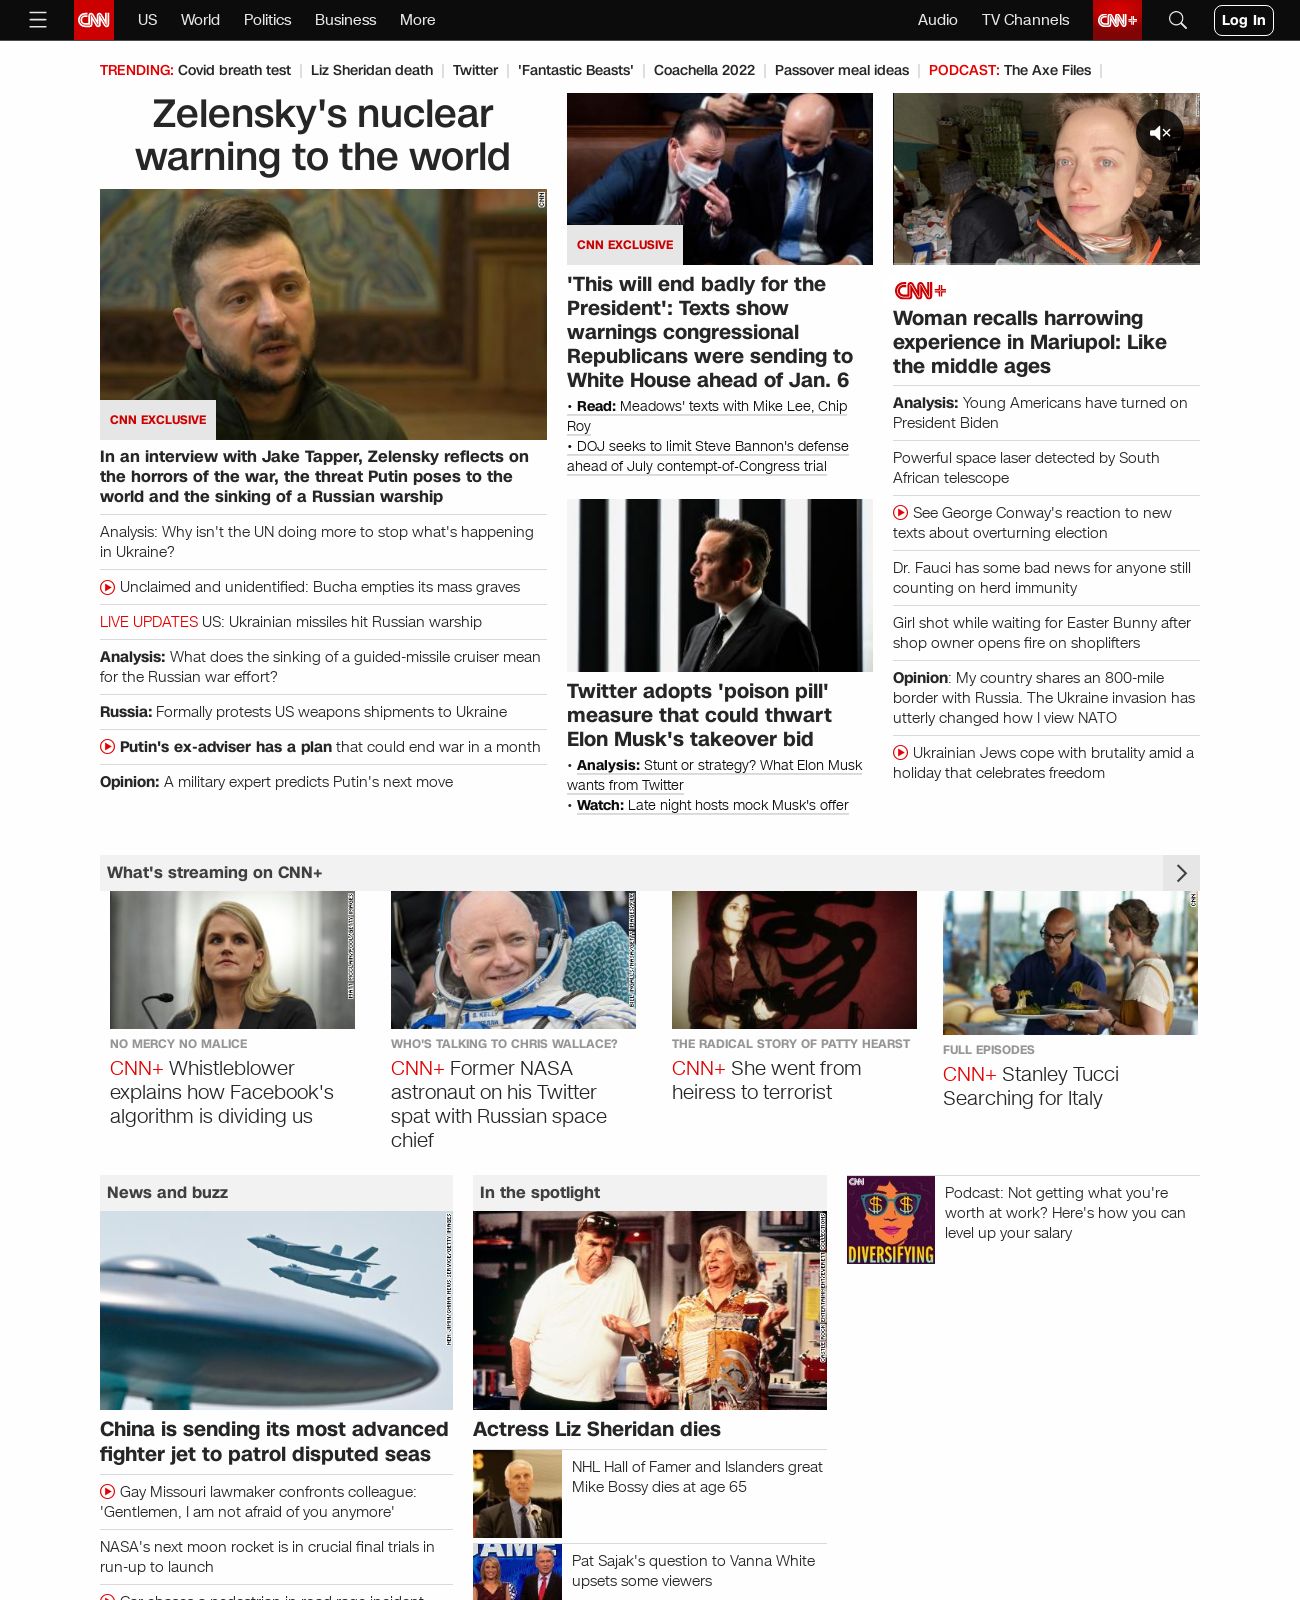 CNN US World Politics Business More Audio TV Channels CNN+ Log In
TRENDING: Covid breath test Liz Sheridan death Twitter 'Fantastic Beasts' Coachella 2022 Passover meal ideas PODCAST: The Axe Files
Zelensky's nuclear
warning to the world
CNN
CNN EXCLUSIVE
In an interview with Jake Tapper, Zelensky reflects on
the horrors of the war, the threat Putin poses to the
world and the sinking of a Russian warship
Analysis: Why isn't the UN doing more to stop what's happening
in Ukraine?
Unclaimed and unidentified: Bucha empties its mass graves
LIVE UPDATES US: Ukrainian missiles hit Russian warship
Analysis: What does the sinking of a guided-missile cruiser mean
for the Russian war effort?
Russia: Formally protests US weapons shipments to Ukraine
Putin's ex-adviser has a plan that could end war in a month
Opinion: A military expert predicts Putin's next move
CNN EXCLUSIVE
'This will end badly for the
President': Texts show
warnings congressional
Republicans were sending to
White House ahead of Jan. 6
• Read: Meadows' texts with Mike Lee, Chip
Roy
• DOJ seeks to limit Steve Bannon's defense
ahead of July contempt-of-Congress trial
Twitter adopts 'poison pill'
measure that could thwart
Elon Musk's takeover bid
• Analysis: Stunt or strategy? What Elon Musk
wants from Twitter
• Watch: Late night hosts mock Musk's offer
CNN+
Woman recalls harrowing
experience in Mariupol: Like
the middle ages
Analysis: Young Americans have turned on
President Biden
Powerful space laser detected by South
African telescope
See George Conway's reaction to new
texts about overturning election
Dr. Fauci has some bad news for anyone still
counting on herd immunity
Girl shot while waiting for Easter Bunny after
shop owner opens fire on shoplifters
Opinion: My country shares an 800-mile
border with Russia. The Ukraine invasion has
utterly changed how I view NATO
Ukrainian Jews cope with brutality amid a
holiday that celebrates freedom
What's streaming on CNN+
NO MERCY NO MALICE
CNN+ Whistleblower
explains how Facebook's
algorithm is dividing us
WHO'S TALKING TO CHRIS WALLACE?
CNN+ Former NASA
astronaut on his Twitter
spat with Russian space
chief
THE RADICAL STORY OF PATTY HEARST
CNN+ She went from
heiress to terrorist
CNN
FULL EPISODES
CNN+ Stanley Tucci
Searching for Italy
News and buzz
China is sending its most advanced
fighter jet to patrol disputed seas
Gay Missouri lawmaker confronts colleague:
'Gentlemen, I am not afraid of you anymore'
NASA's next moon rocket is in crucial final trials in
run-up to launch
In the spotlight
Actress Liz Sheridan dies
NHL Hall of Famer and Islanders great
Mike Bossy dies at age 65
Pat Sajak's question to Vanna White
upsets some viewers
CNN
DIVERSIFYING
Podcast: Not getting what you're
worth at work? Here's how you can
level up your salary